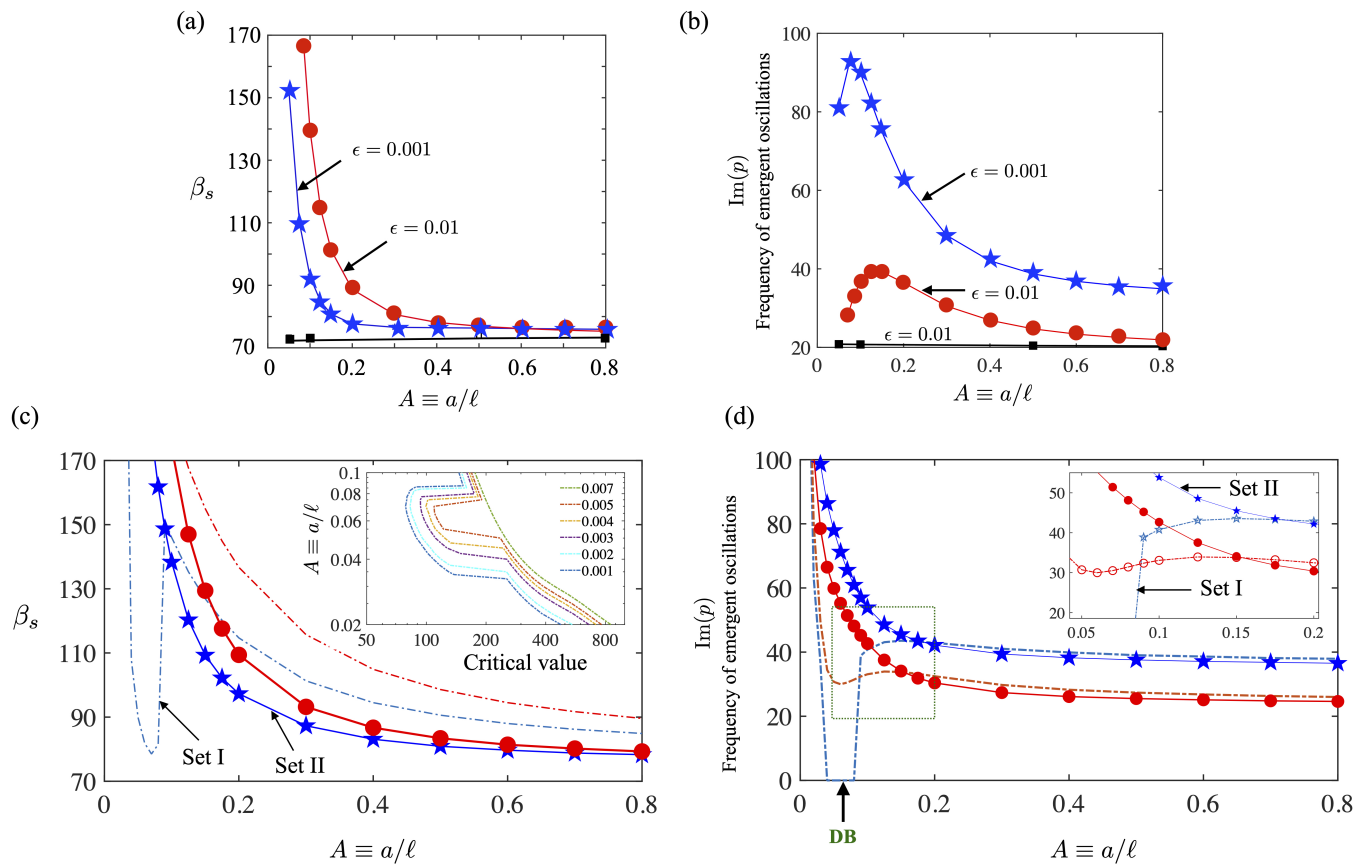 (a)
170
150
130
110
90
70
β_s
ϵ = 0.001
ϵ = 0.01
0
0.2
0.4
0.6
0.8
A ≡ a/ℓ
(b)
100
80
60
40
20
Im(p)
Frequency of emergent oscillations
ϵ = 0.001
ϵ = 0.01
ϵ = 0.01
0
0.2
0.4
0.6
0.8
A ≡ a/ℓ
(c)
170
150
130
110
90
70
β_s
Set I
Set II
0.1
0.08
0.06
0.04
0.02
A ≡ a/ℓ
0.007
0.005
0.004
0.003
0.002
0.001
50
100
200
400
800
Critical value
0
0.2
0.4
0.6
0.8
A ≡ a/ℓ
(d)
100
80
60
40
20
0
Im(p)
Frequency of emergent oscillations
50
40
30
20
Set II
Set I
0.05
0.1
0.15
0.2
0
0.2
0.4
0.6
0.8
DB
A ≡ a/ℓ